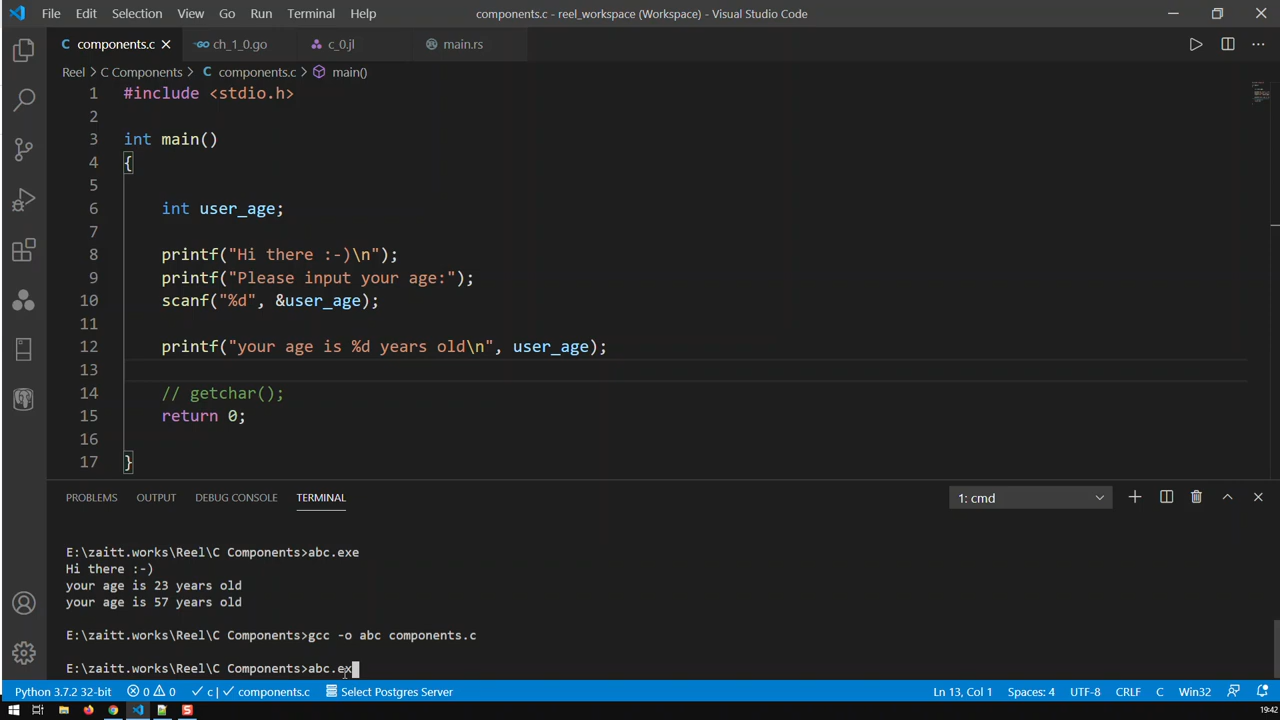 File Edit Selection View Go Run Terminal Help components.c - reel_workspace (Workspace) - Visual Studio Code
components.c ch_1_0.go c_0.jl main.rs
Reel > C Components > components.c > main()
1 #include <stdio.h>
2
3 int main()
4 {
5
6 int user_age;
7
8 printf("Hi there :-)\n");
9 printf("Please input your age:");
10 scanf("%d", &user_age);
11
12 printf("your age is %d years old\n", user_age);
13
14 // getchar();
15 return 0;
16
17 }
PROBLEMS OUTPUT DEBUG CONSOLE TERMINAL 1: cmd
E:\zaitt.works\Reel\C Components>abc.exe
Hi there :-)
your age is 23 years old
your age is 57 years old
E:\zaitt.works\Reel\C Components>gcc -o abc components.c
E:\zaitt.works\Reel\C Components>abc.ex
Python 3.7.2 32-bit 0 0 c | components.c Select Postgres Server Ln 13, Col 1 Spaces: 4 UTF-8 CRLF C Win32
19:42